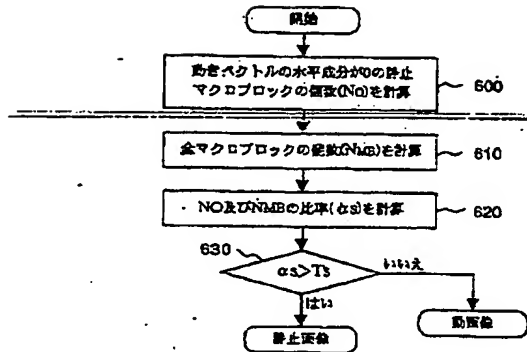 開始
動きベクトルの水平成分が0の静止
マクロブロックの個数(No)を計算
600
全マクロブロックの個数(NMB)を計算
610
NO及びNMBの比率(αs)を計算
620
630
αs>Ts
いいえ
はい
静止画像
動画像